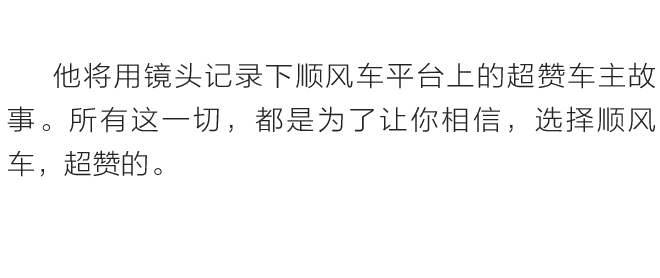 他将用镜头记录下顺风车平台上的超赞车主故
事。所有这一切，都是为了让你相信，选择顺风
车，超赞的。